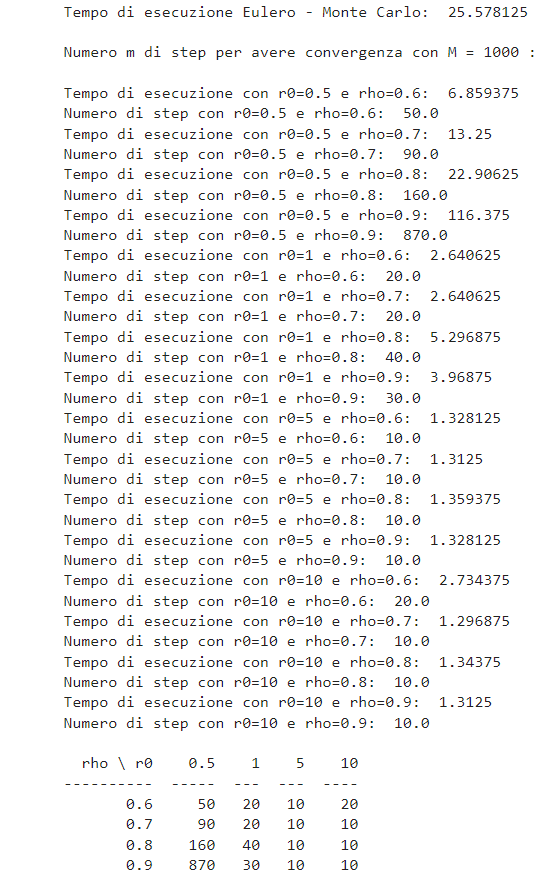 Tempo di esecuzione Eulero - Monte Carlo:  25.578125
Numero m di step per avere convergenza con M = 1000 :
Tempo di esecuzione con r0=0.5 e rho=0.6:  6.859375
Numero di step con r0=0.5 e rho=0.6:  50.0
Tempo di esecuzione con r0=0.5 e rho=0.7:  13.25
Numero di step con r0=0.5 e rho=0.7:  90.0
Tempo di esecuzione con r0=0.5 e rho=0.8:  22.90625
Numero di step con r0=0.5 e rho=0.8:  160.0
Tempo di esecuzione con r0=0.5 e rho=0.9:  116.375
Numero di step con r0=0.5 e rho=0.9:  870.0
Tempo di esecuzione con r0=1 e rho=0.6:  2.640625
Numero di step con r0=1 e rho=0.6:  20.0
Tempo di esecuzione con r0=1 e rho=0.7:  2.640625
Numero di step con r0=1 e rho=0.7:  20.0
Tempo di esecuzione con r0=1 e rho=0.8:  5.296875
Numero di step con r0=1 e rho=0.8:  40.0
Tempo di esecuzione con r0=1 e rho=0.9:  3.96875
Numero di step con r0=1 e rho=0.9:  30.0
Tempo di esecuzione con r0=5 e rho=0.6:  1.328125
Numero di step con r0=5 e rho=0.6:  10.0
Tempo di esecuzione con r0=5 e rho=0.7:  1.3125
Numero di step con r0=5 e rho=0.7:  10.0
Tempo di esecuzione con r0=5 e rho=0.8:  1.359375
Numero di step con r0=5 e rho=0.8:  10.0
Tempo di esecuzione con r0=5 e rho=0.9:  1.328125
Numero di step con r0=5 e rho=0.9:  10.0
Tempo di esecuzione con r0=10 e rho=0.6:  2.734375
Numero di step con r0=10 e rho=0.6:  20.0
Tempo di esecuzione con r0=10 e rho=0.7:  1.296875
Numero di step con r0=10 e rho=0.7:  10.0
Tempo di esecuzione con r0=10 e rho=0.8:  1.34375
Numero di step con r0=10 e rho=0.8:  10.0
Tempo di esecuzione con r0=10 e rho=0.9:  1.3125
Numero di step con r0=10 e rho=0.9:  10.0
  rho \ r0    0.5    1    5    10
----------  -----  ---  ---  ----
       0.6     50   20   10    20
       0.7     90   20   10    10
       0.8    160   40   10    10
       0.9    870   30   10    10